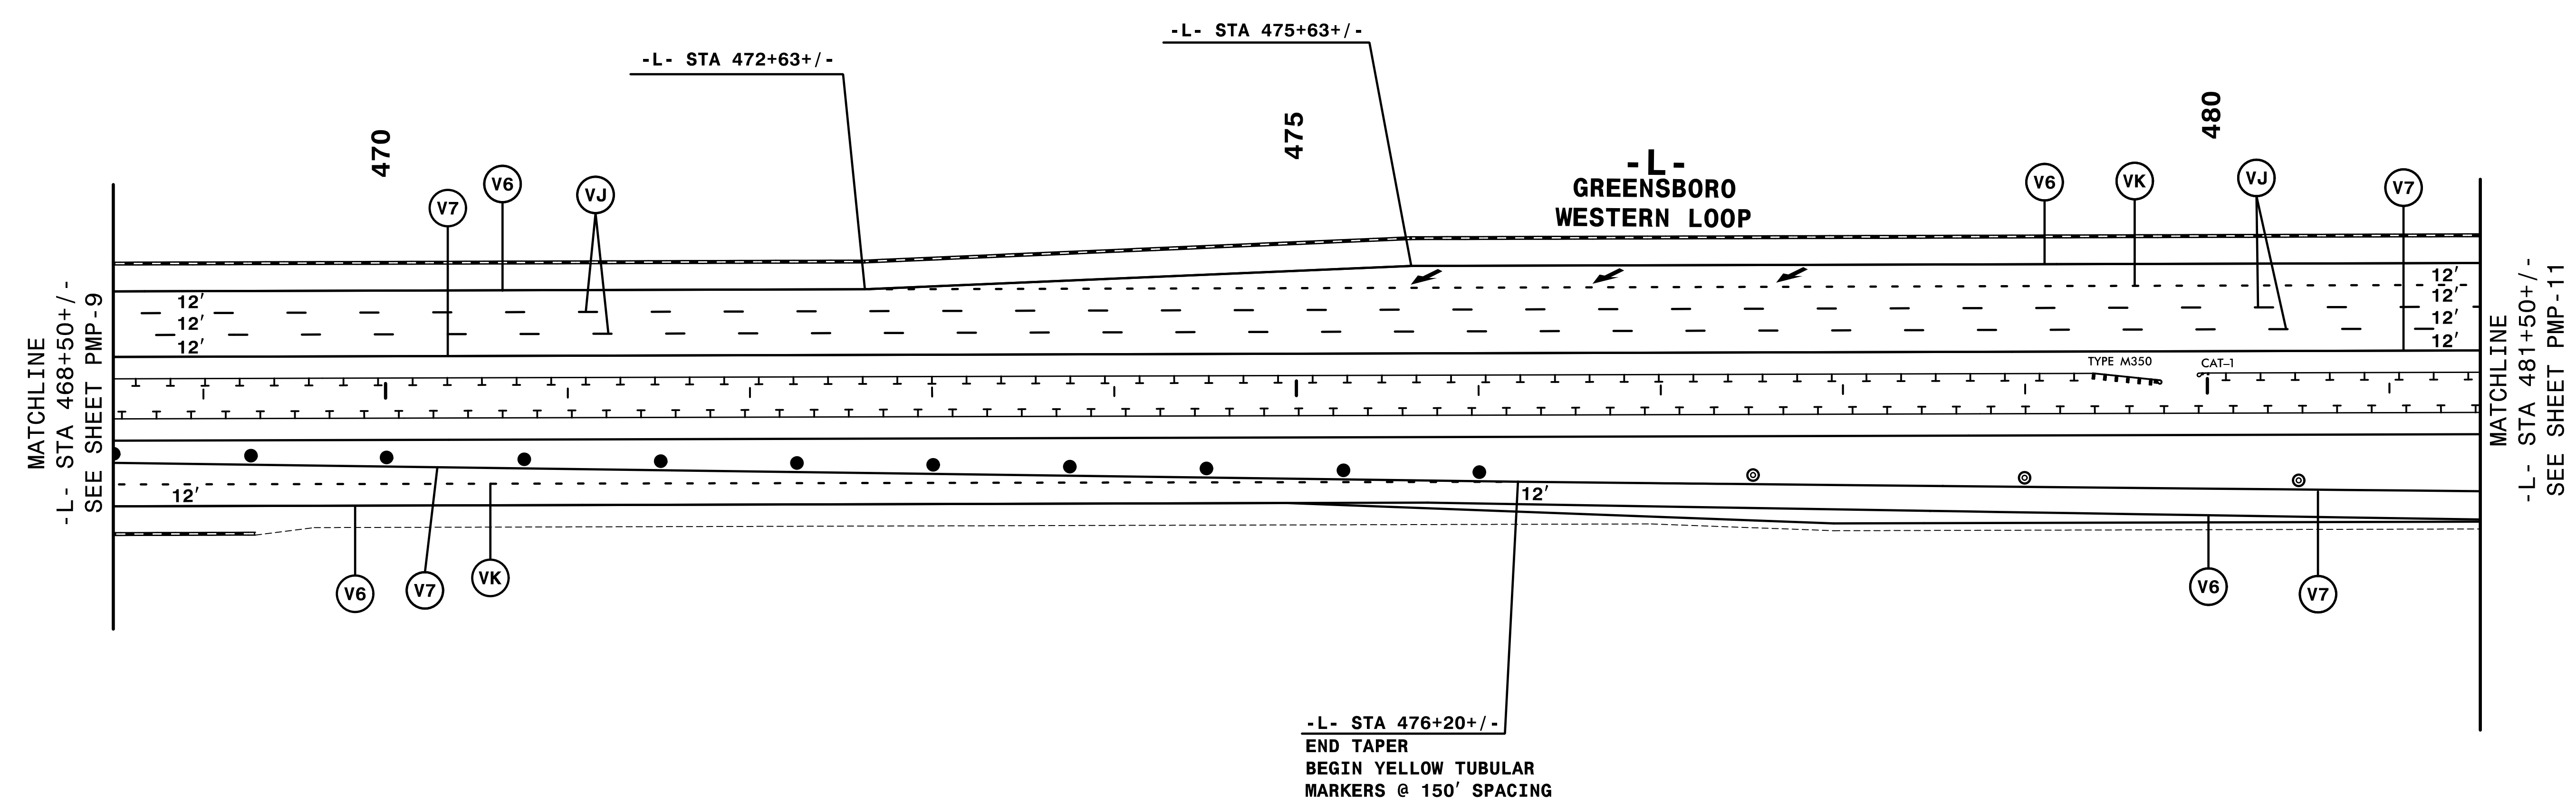 -L- STA 475+63+/-
-L- STA 472+63+/-
470
475
480
-L-
GREENSBORO
WESTERN LOOP
V7
V6
VJ
V6
VK
VJ
V7
MATCHLINE
-L- STA 468+50+/-
SEE SHEET PMP-9
12'
12'
12'
12'
12'
12'
12'
MATCHLINE
-L- STA 481+50+/-
SEE SHEET PMP-11
TYPE M350
CAT-1
12'
12'
V6
V7
VK
V6
V7
-L- STA 476+20+/-
END TAPER
BEGIN YELLOW TUBULAR
MARKERS @ 150' SPACING